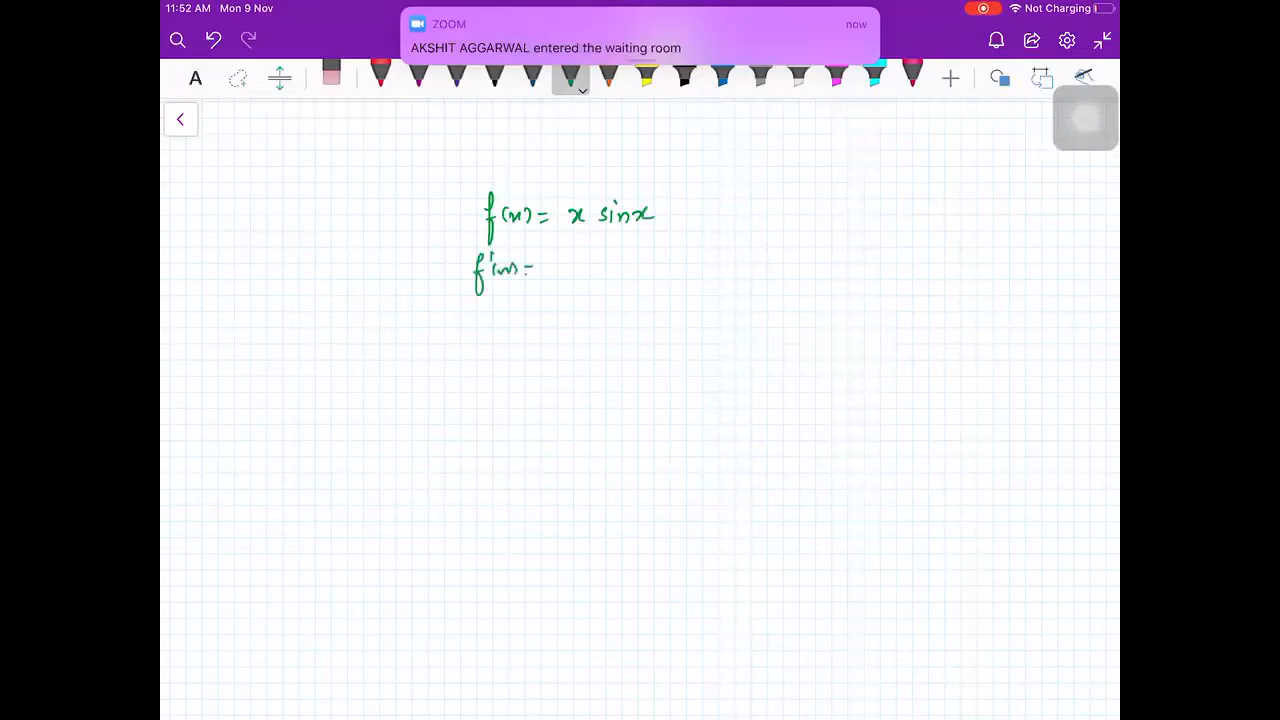 11:52 AM Mon 9 Nov
Not Charging
ZOOM
now
AKSHIT AGGARWAL entered the waiting room
A
f(x) = x sinx
f'(x) =